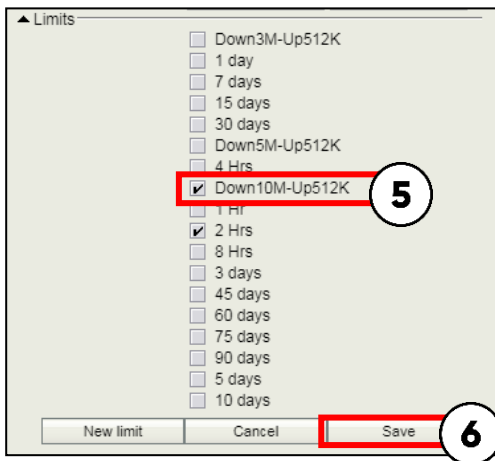 Limits
Down3M-Up512K
1 day
7 days
15 days
30 days
Down5M-Up512K
4 Hrs
Down10M-Up512K
5
1 Hr
2 Hrs
8 Hrs
3 days
45 days
60 days
75 days
90 days
5 days
10 days
New limit Cancel Save 6